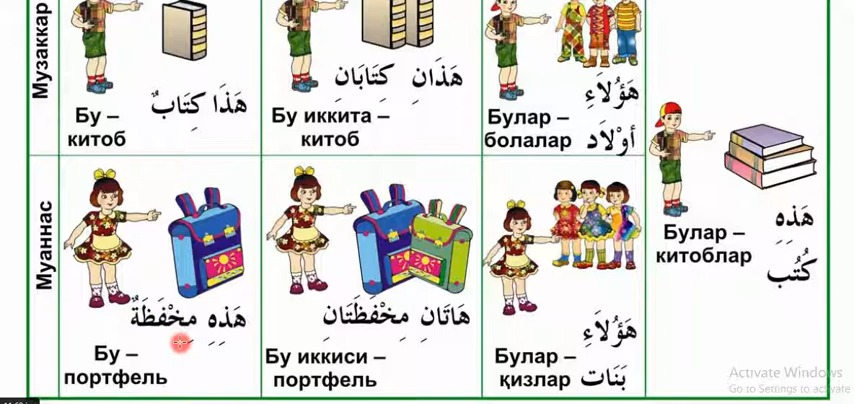 Музаккар
هَذَا كِتَابٌ
Бу –
китоб
هَذَانِ كِتَابَانِ
Бу иккита –
китоб
هَؤُلَاءِ
أَوْلَاد
Булар –
болалар
هَذِهِ
كُتُب
Булар –
китоблар
Муаннас
هَذِهِ مِحْفَظَةٌ
Бу –
портфель
هَاتَانِ مِحْفَظَتَانِ
Бу иккиси –
портфель
هَؤُلَاءِ
بَنَات
Булар –
қизлар
Activate Windows
Go to Settings to activate